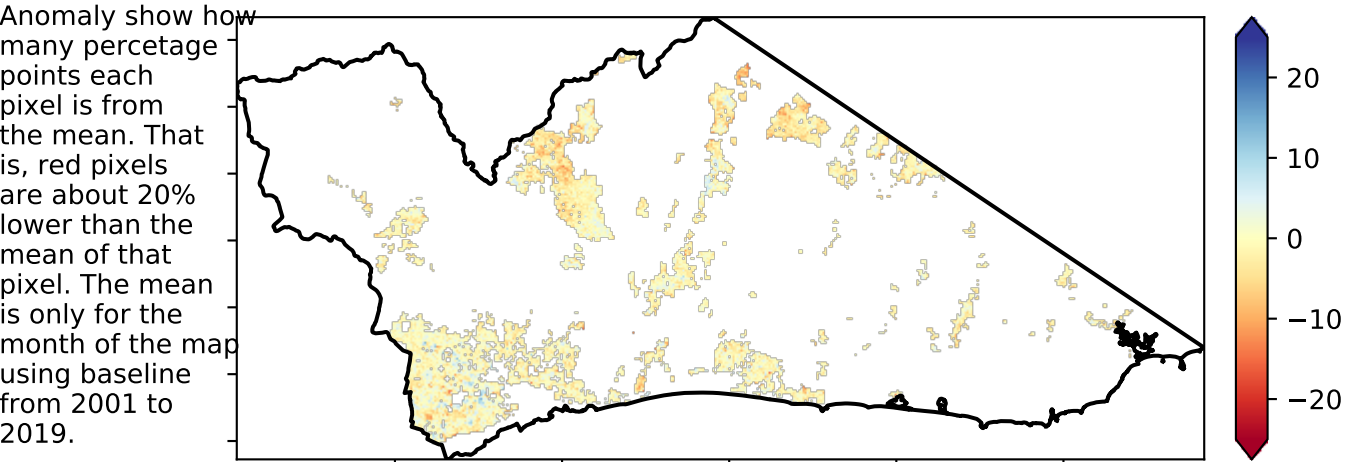 Anomaly show how
many percetage
points each
pixel is from
the mean. That
is, red pixels
are about 20%
lower than the
mean of that
pixel. The mean
is only for the
month of the map
using baseline
from 2001 to
2019.
20
10
0
−10
−20